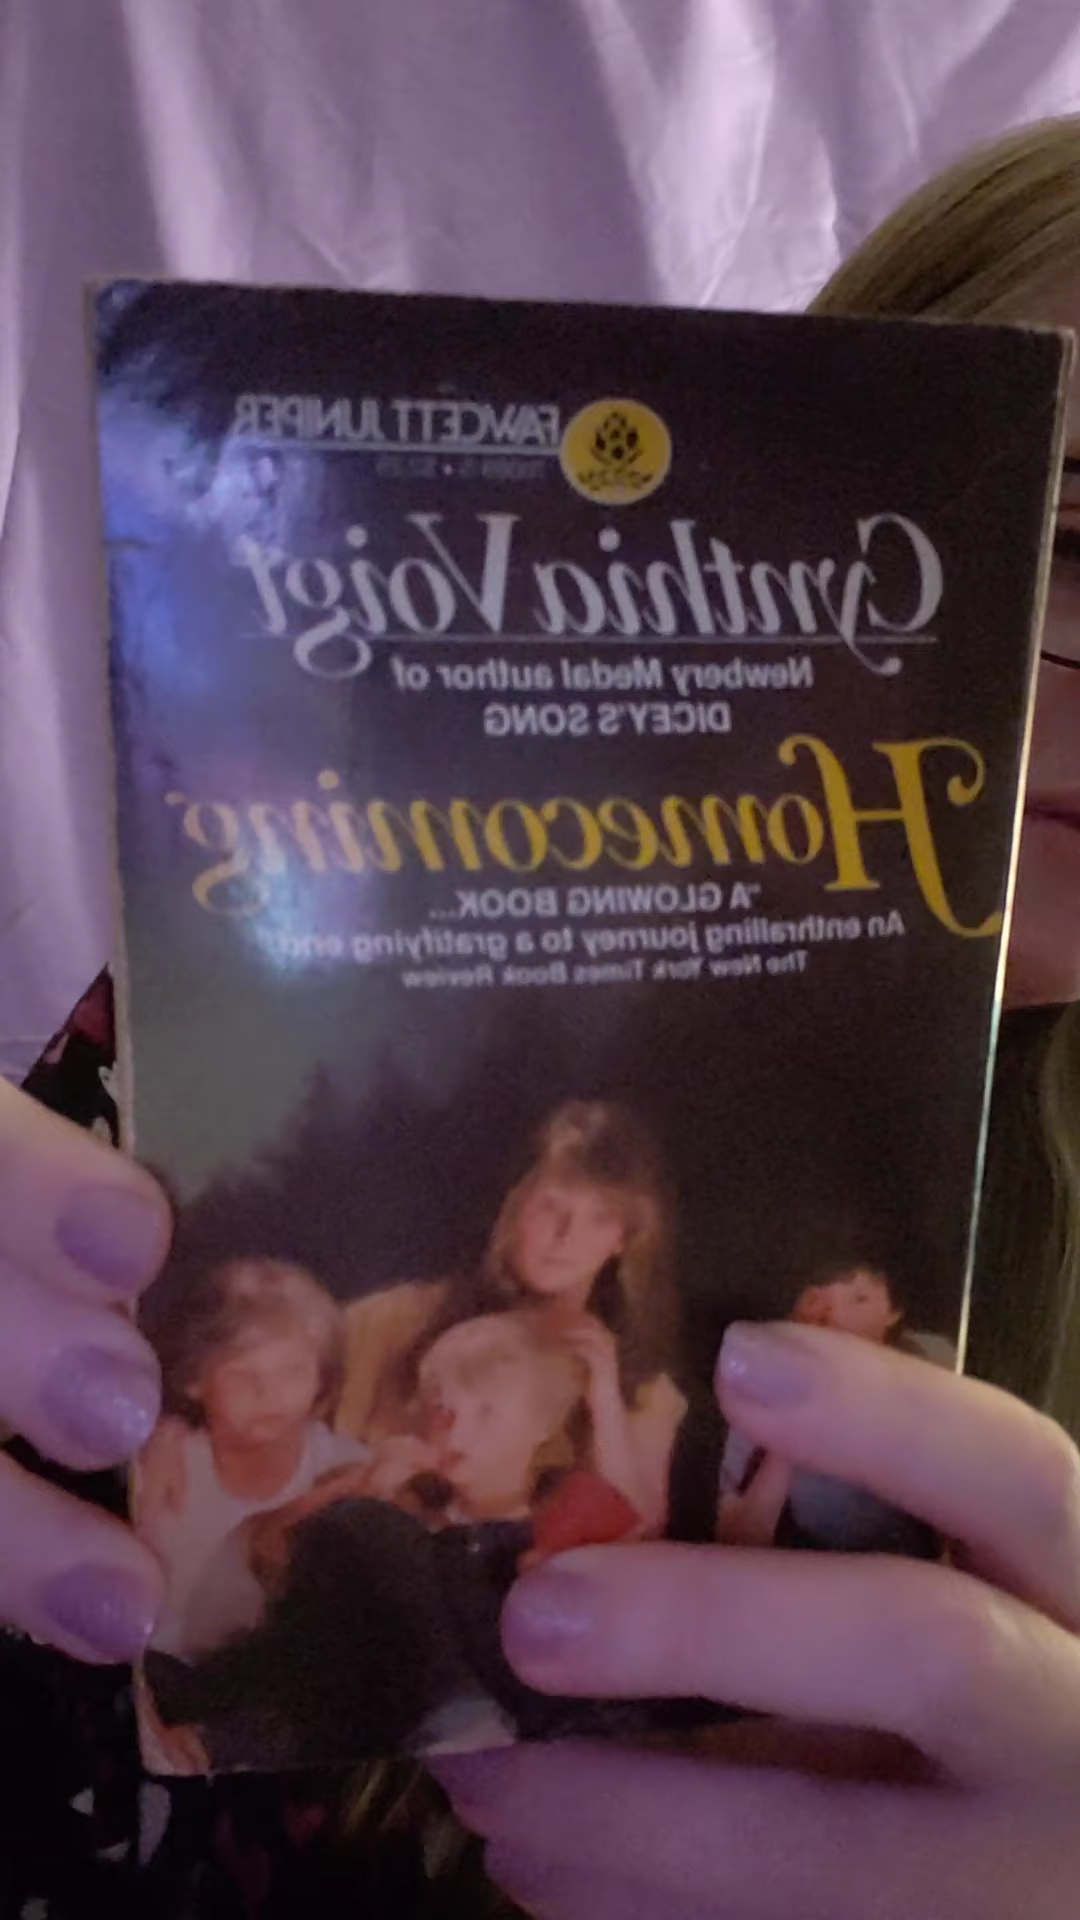 FAWCETT JUNIPER
Cynthia Voigt
Newbery Medal author of
DICEY'S SONG
Homecoming
"A GLOWING BOOK...
An enthralling journey to a gratifying end."
The New York Times Book Review